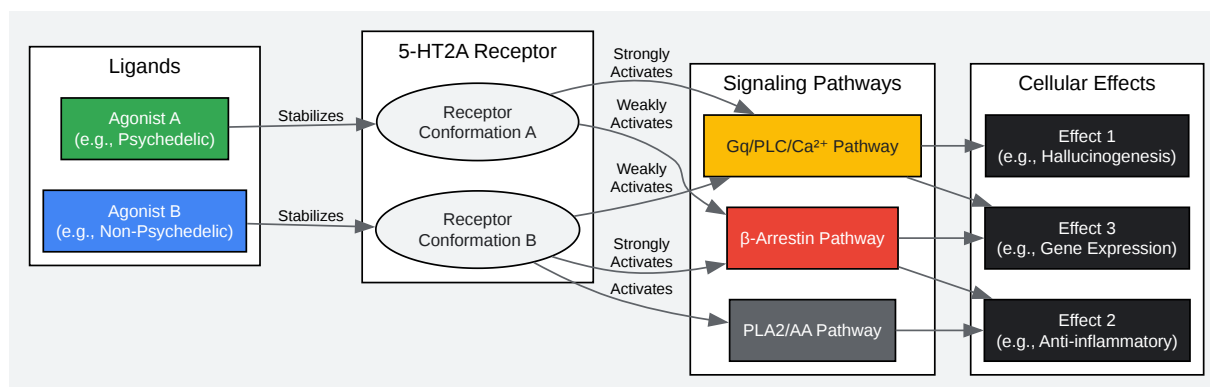 Ligands
Agonist A
(e.g., Psychedelic)
Agonist B
(e.g., Non-Psychedelic)
Stabilizes
Stabilizes
5-HT2A Receptor
Receptor
Conformation A
Receptor
Conformation B
Strongly
Activates
Weakly
Activates
Weakly
Activates
Strongly
Activates
Activates
Signaling Pathways
Gq/PLC/Ca²⁺ Pathway
β-Arrestin Pathway
PLA2/AA Pathway
Cellular Effects
Effect 1
(e.g., Hallucinogenesis)
Effect 3
(e.g., Gene Expression)
Effect 2
(e.g., Anti-inflammatory)